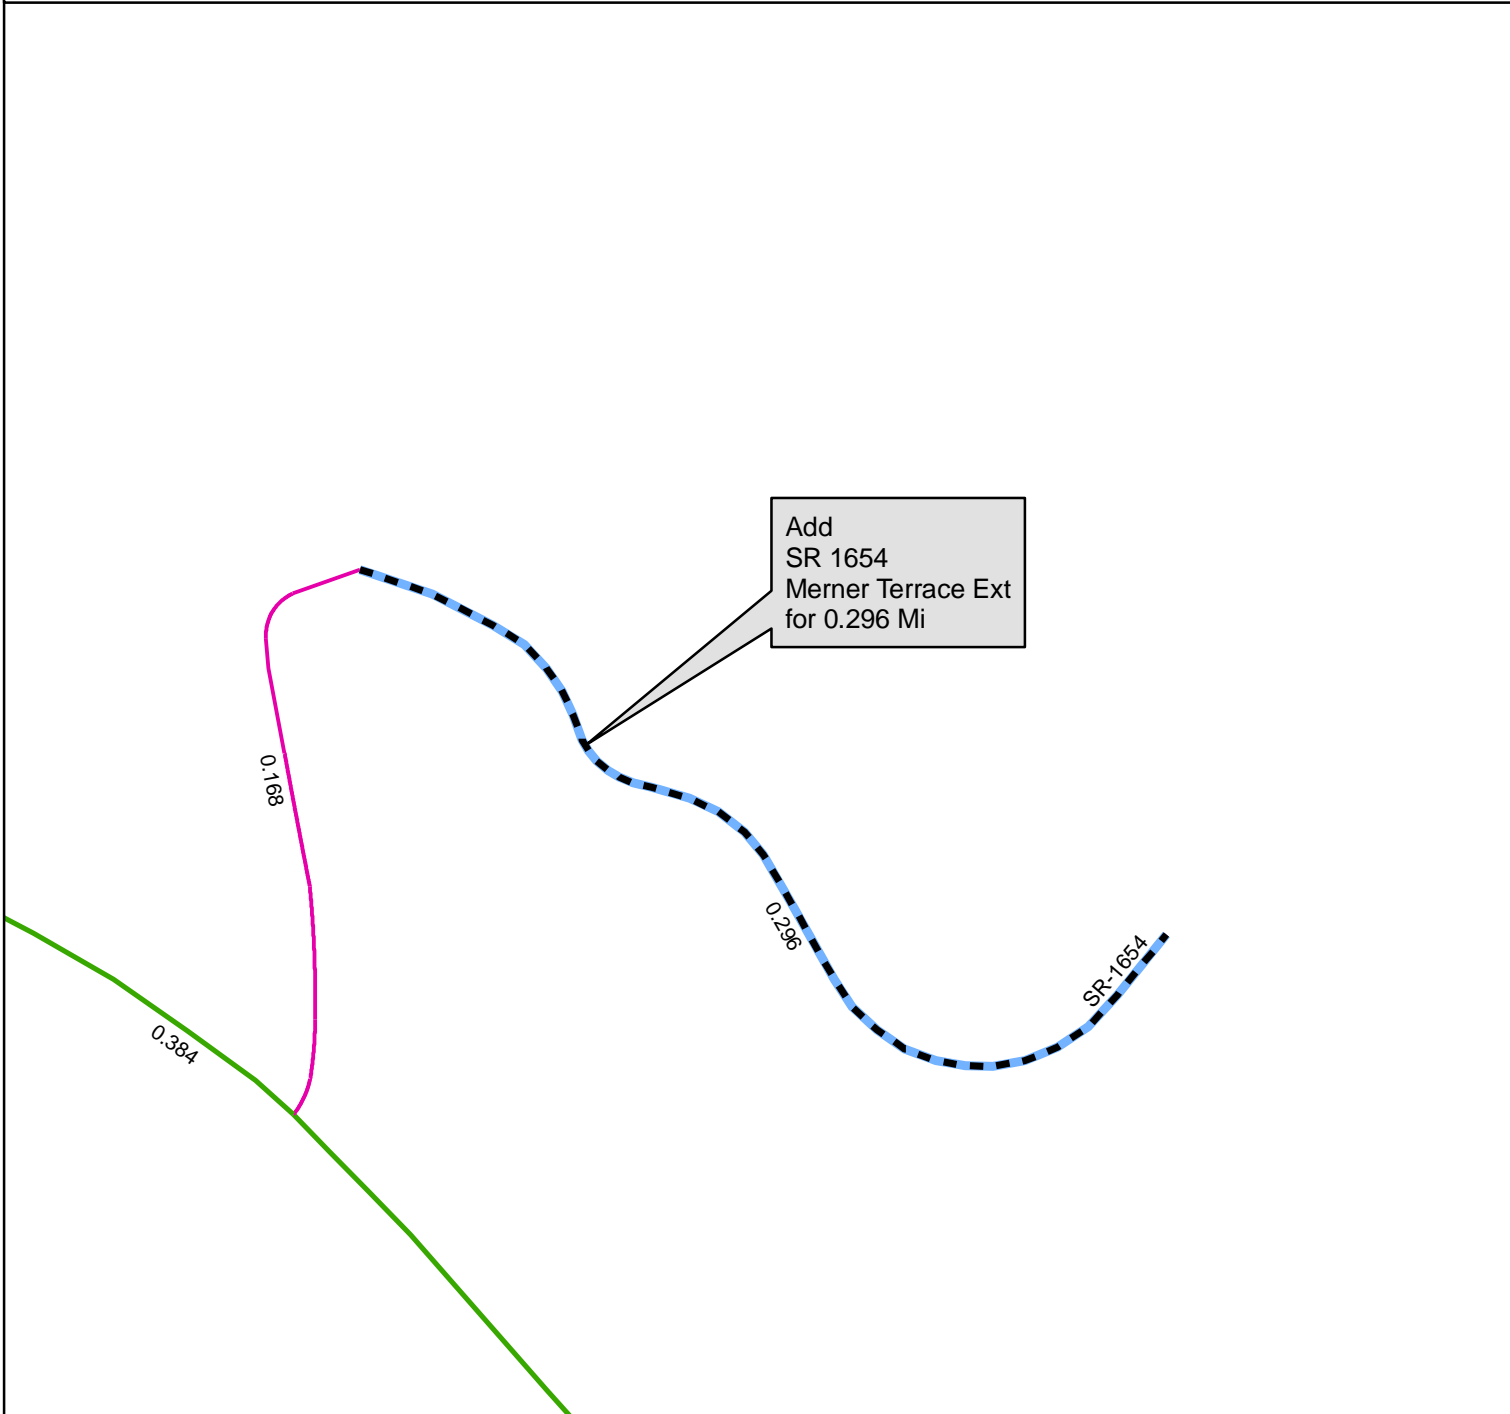 Add
SR 1654
Merner Terrace Ext
for 0.296 Mi
0.168
0.296
SR-1654
0.384